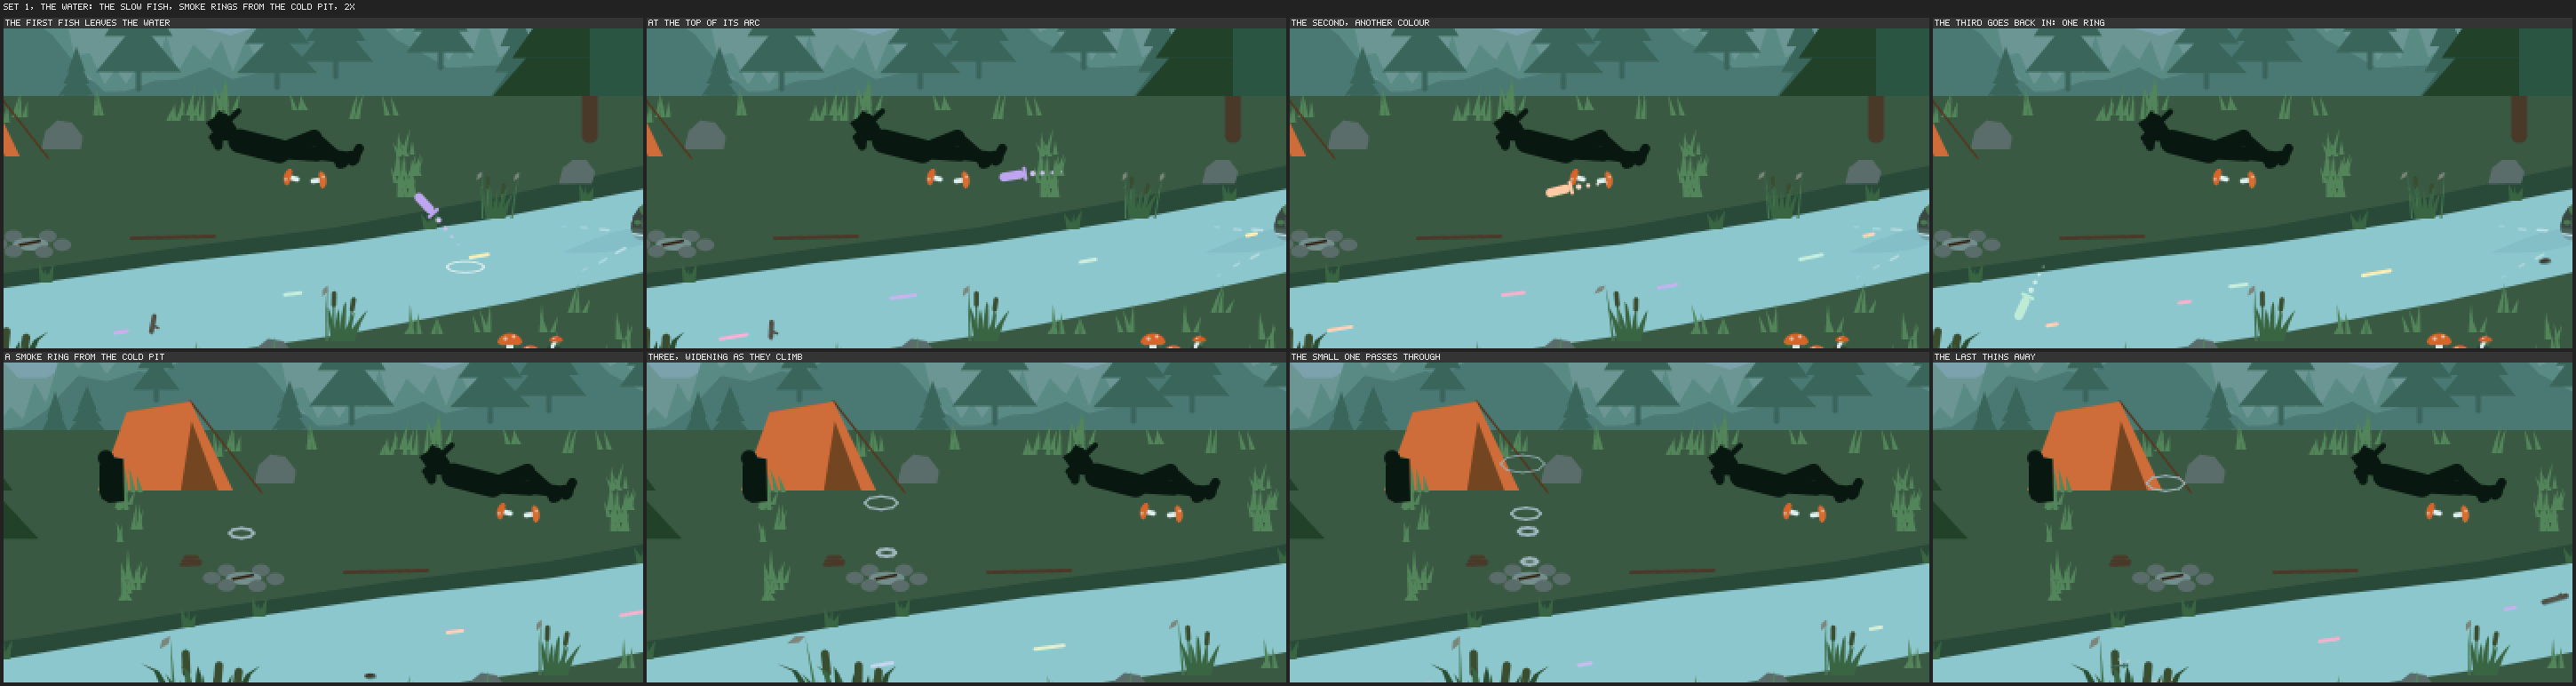 SET 1, THE WATER: THE SLOW FISH, SMOKE RINGS FROM THE COLD PIT, 2X
THE FIRST FISH LEAVES THE WATER
AT THE TOP OF ITS ARC
THE SECOND, ANOTHER COLOUR
THE THIRD GOES BACK IN: ONE RING
A SMOKE RING FROM THE COLD PIT
THREE, WIDENING AS THEY CLIMB
THE SMALL ONE PASSES THROUGH
THE LAST THINS AWAY